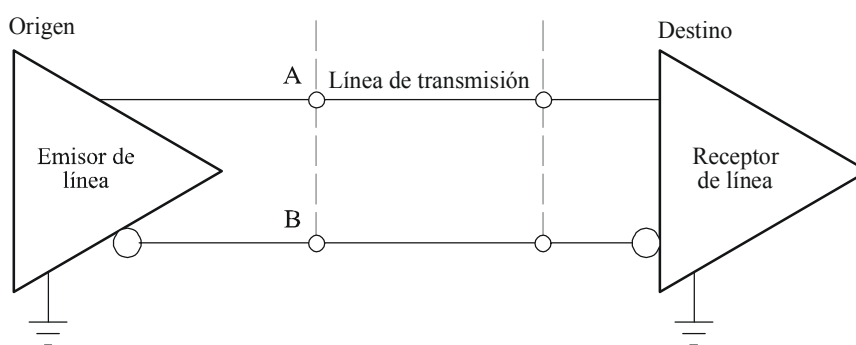 Origen
Destino
A
Línea de transmisión
Emisor de
línea
Receptor
de línea
B